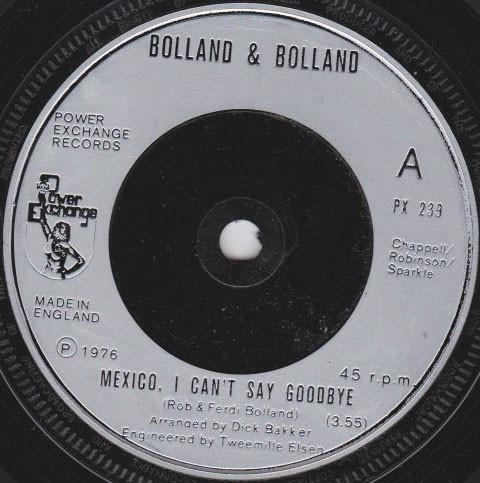 BOLLAND & BOLLAND
POWER
EXCHANGE
RECORDS
A
PX 239
Power
Exchange
Chappell/
Robinson/
Sparkle
MADE IN
ENGLAND
Ⓟ 1976
45 r.p.m.
MEXICO, I CAN'T SAY GOODBYE
(Rob & Ferdi Bolland) (3.55)
Arranged by Dick Bakker
Engineered by Tweemille Elsen